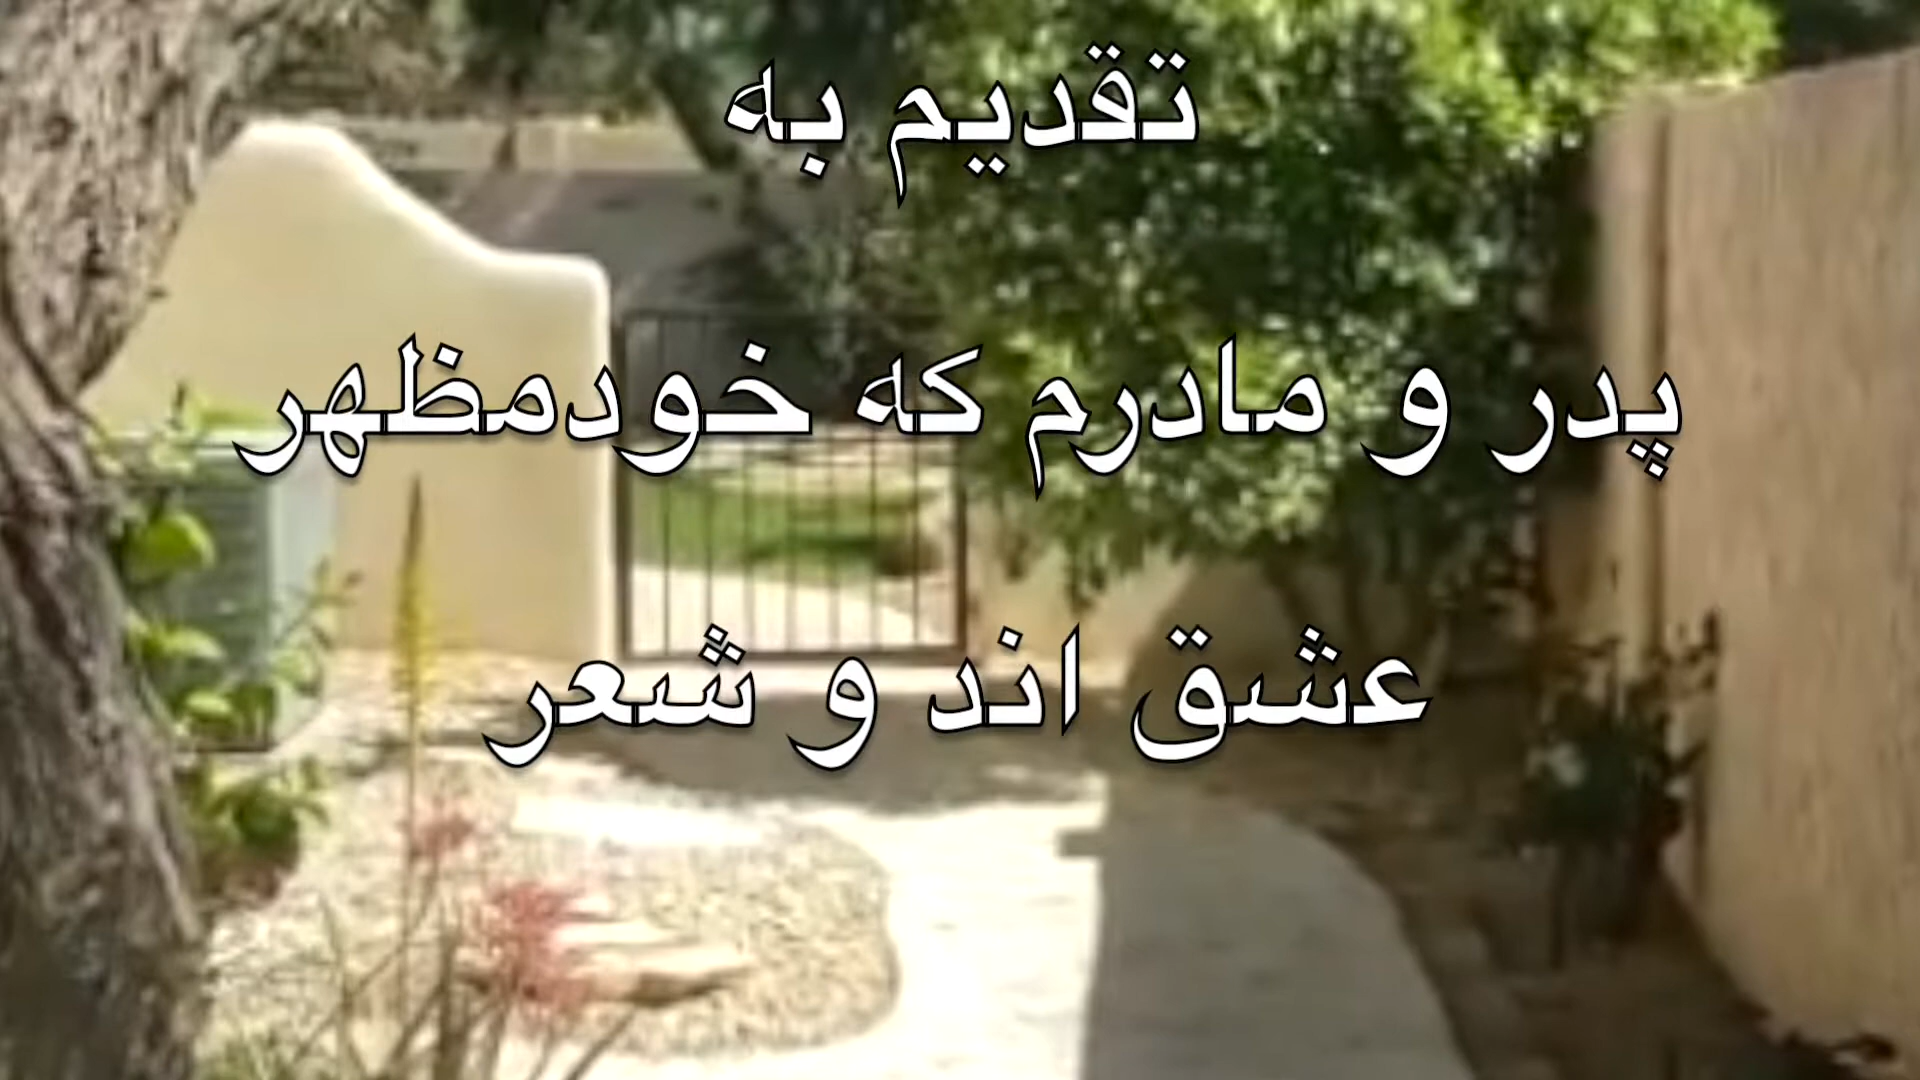 تقدیم به
پدر و مادرم که خودمظهر
عشق اند و شعر